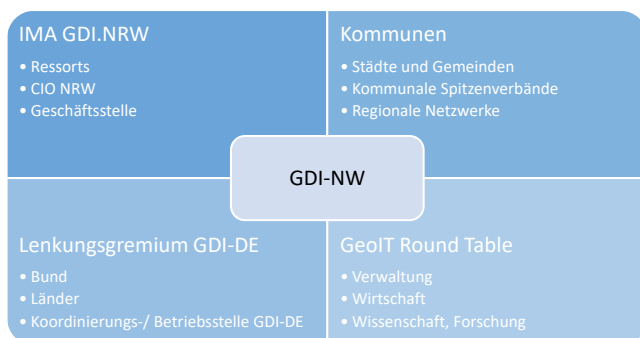 IMA GDI.NRW
• Ressorts
• CIO NRW
• Geschäftsstelle
Kommunen
• Städte und Gemeinden
• Kommunale Spitzenverbände
• Regionale Netzwerke
GDI-NW
Lenkungsgremium GDI-DE
• Bund
• Länder
• Koordinierungs-/ Betriebsstelle GDI-DE
GeoIT Round Table
• Verwaltung
• Wirtschaft
• Wissenschaft, Forschung